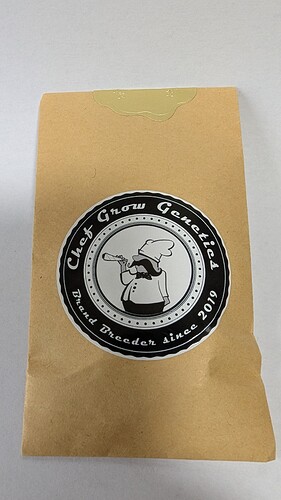 Chef Grow Genetics
Brand Breeder since 2019